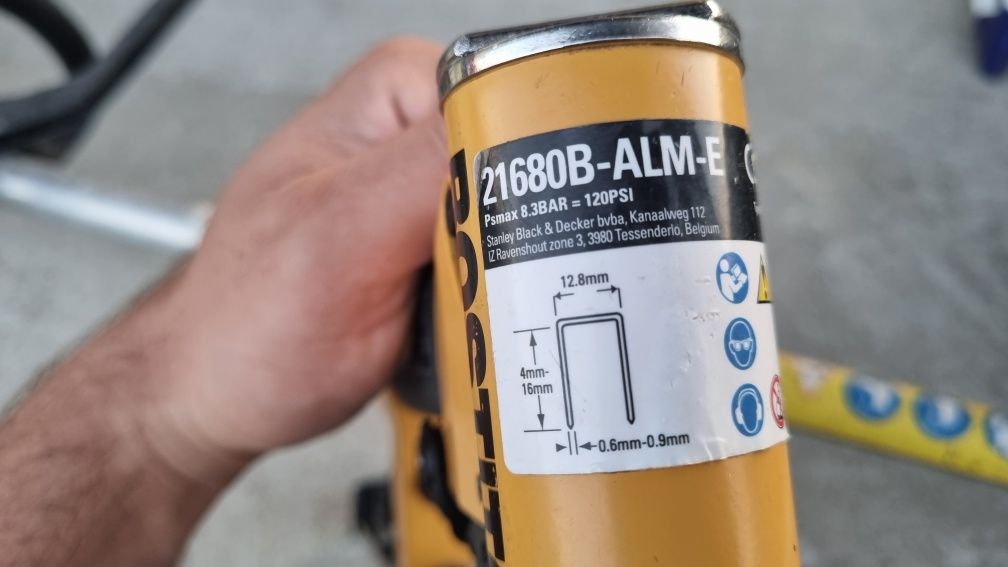 21680B-ALM-E
Psmax 8.3BAR = 120PSI
Stanley Black & Decker bvba, Kanaalweg 112
IZ Ravenshout zone 3, 3980 Tessenderlo, Belgium
12.8mm
4mm-
16mm
0.6mm-0.9mm